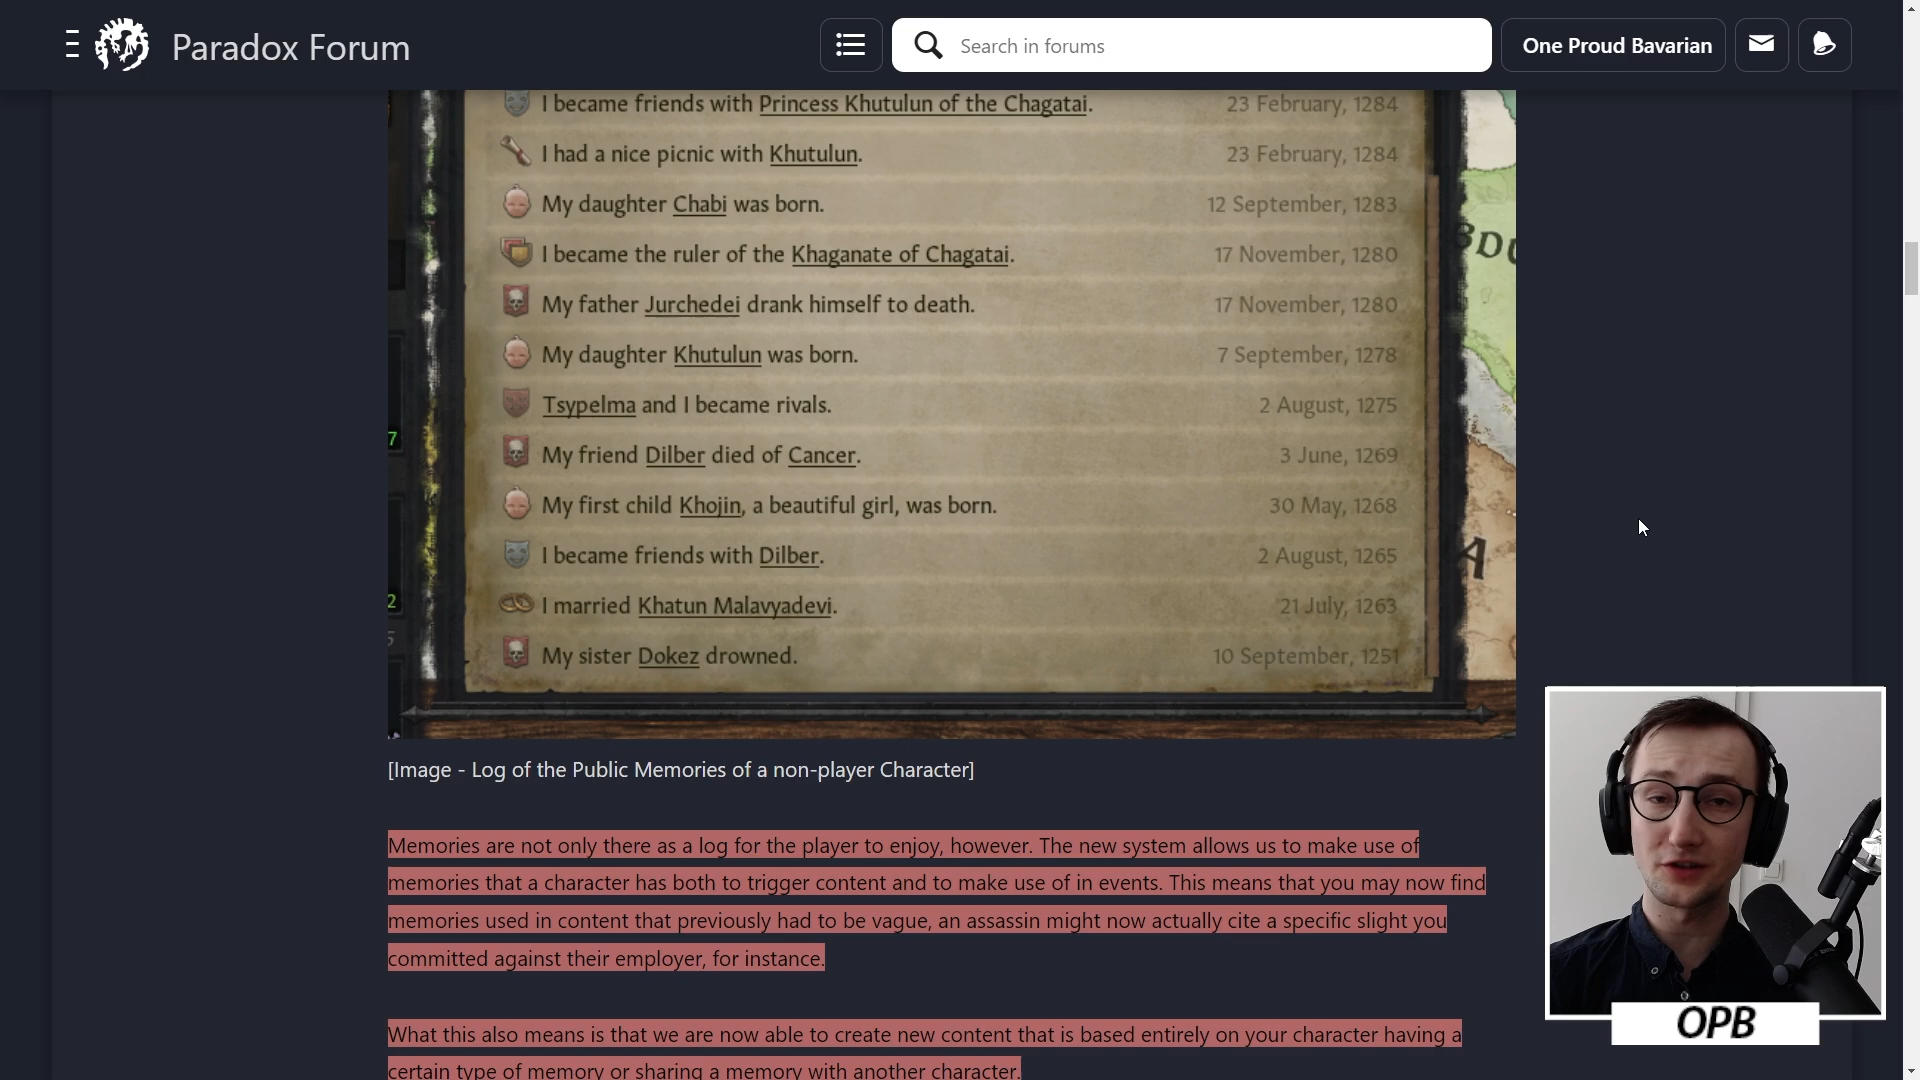 Paradox Forum
Search in forums
One Proud Bavarian
I became friends with Princess Khutulun of the Chagatai. 23 February, 1284
I had a nice picnic with Khutulun. 23 February, 1284
My daughter Chabi was born. 12 September, 1283
I became the ruler of the Khaganate of Chagatai. 17 November, 1280
My father Jurchedei drank himself to death. 17 November, 1280
My daughter Khutulun was born. 7 September, 1278
Tsypelma and I became rivals. 2 August, 1275
7
My friend Dilber died of Cancer. 3 June, 1269
My first child Khojin, a beautiful girl, was born. 30 May, 1268
I became friends with Dilber. 2 August, 1265
2
I married Khatun Malavyadevi. 21 July, 1263
My sister Dokez drowned. 10 September, 1251
[Image - Log of the Public Memories of a non-player Character]
Memories are not only there as a log for the player to enjoy, however. The new system allows us to make use of
memories that a character has both to trigger content and to make use of in events. This means that you may now find
memories used in content that previously had to be vague, an assassin might now actually cite a specific slight you
committed against their employer, for instance.
What this also means is that we are now able to create new content that is based entirely on your character having a
certain type of memory or sharing a memory with another character.
OPB